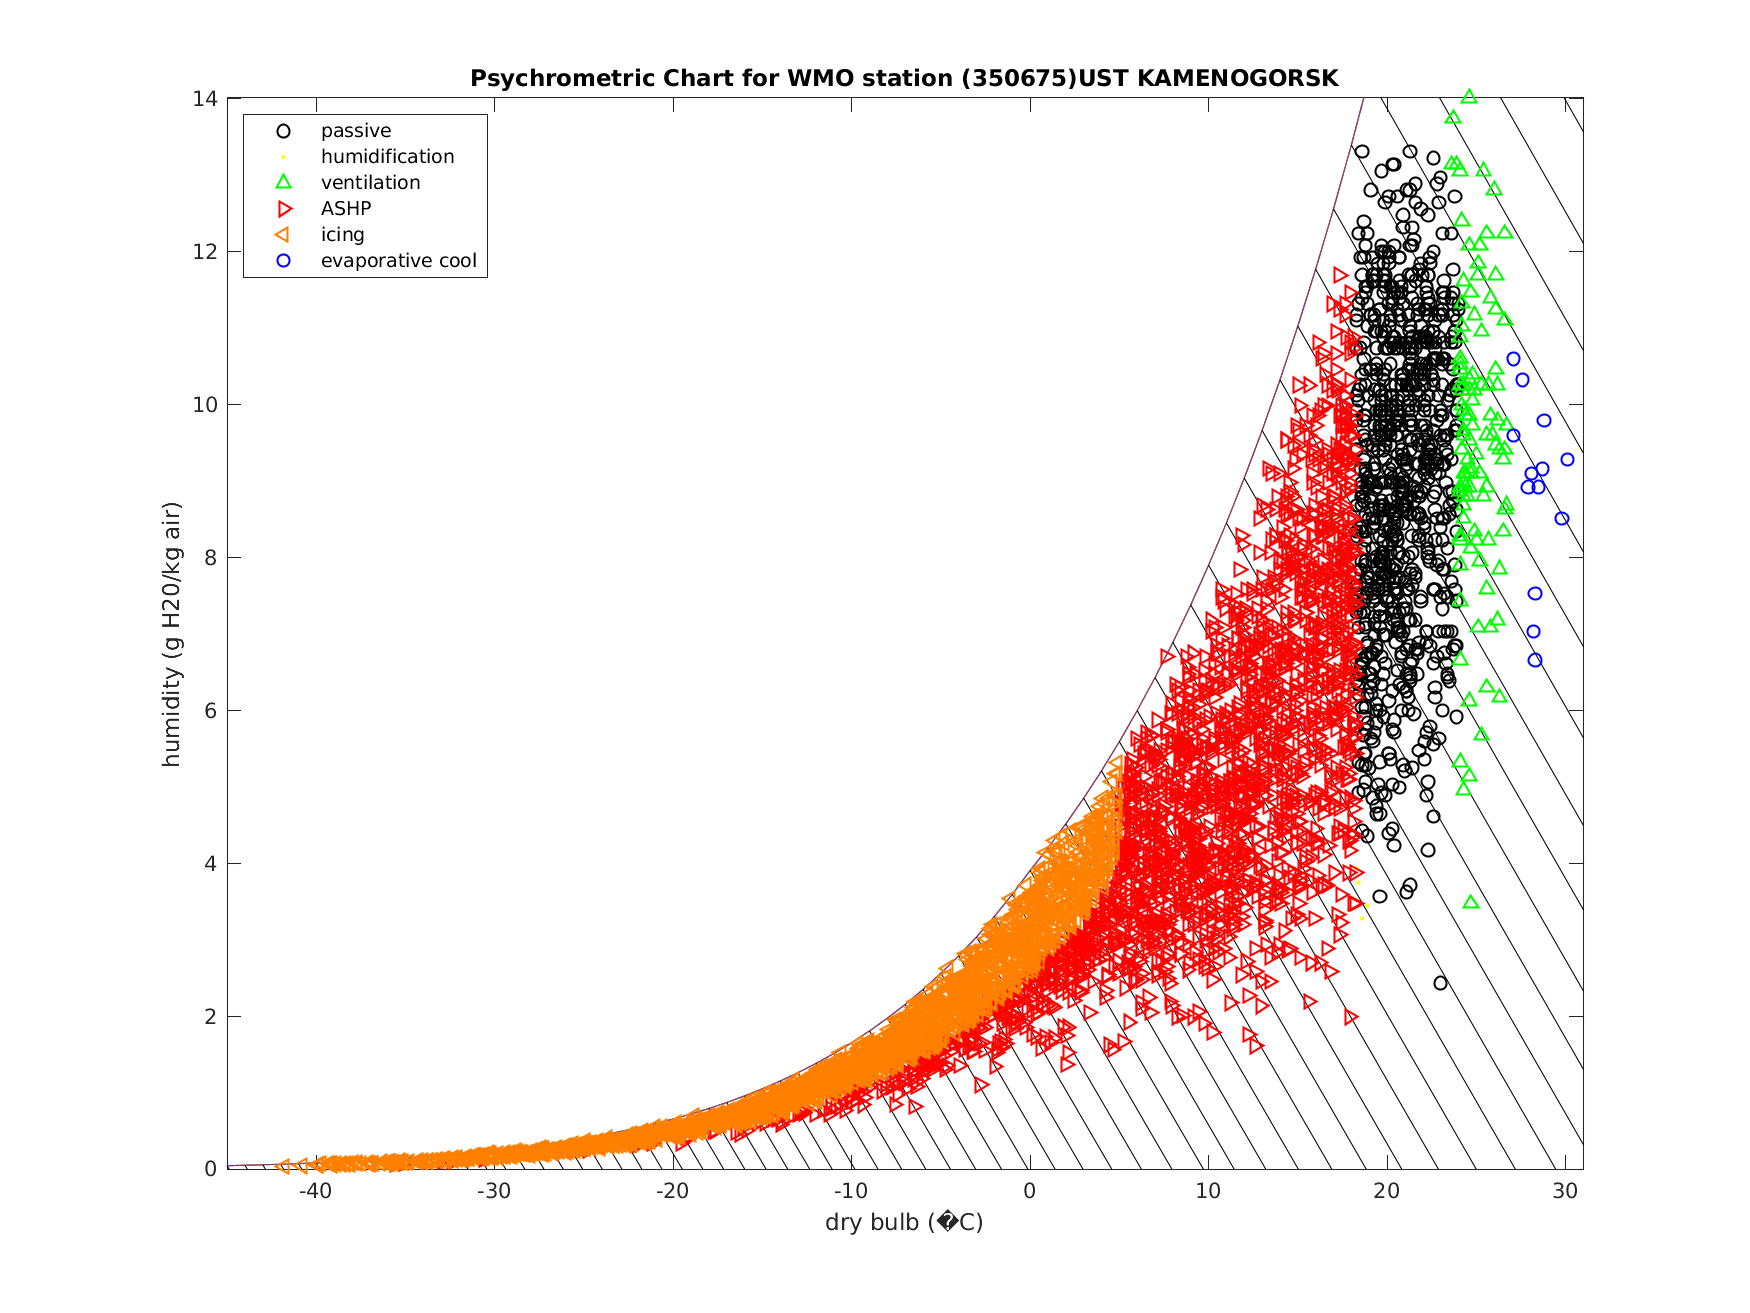 Psychrometric Chart for WMO station (350675)UST KAMENOGORSK
14
12
10
8
6
4
2
0
humidity (g H20/kg air)
passive
humidification
ventilation
ASHP
icing
evaporative cool
-40
-30
-20
-10
0
10
20
30
dry bulb (�C)